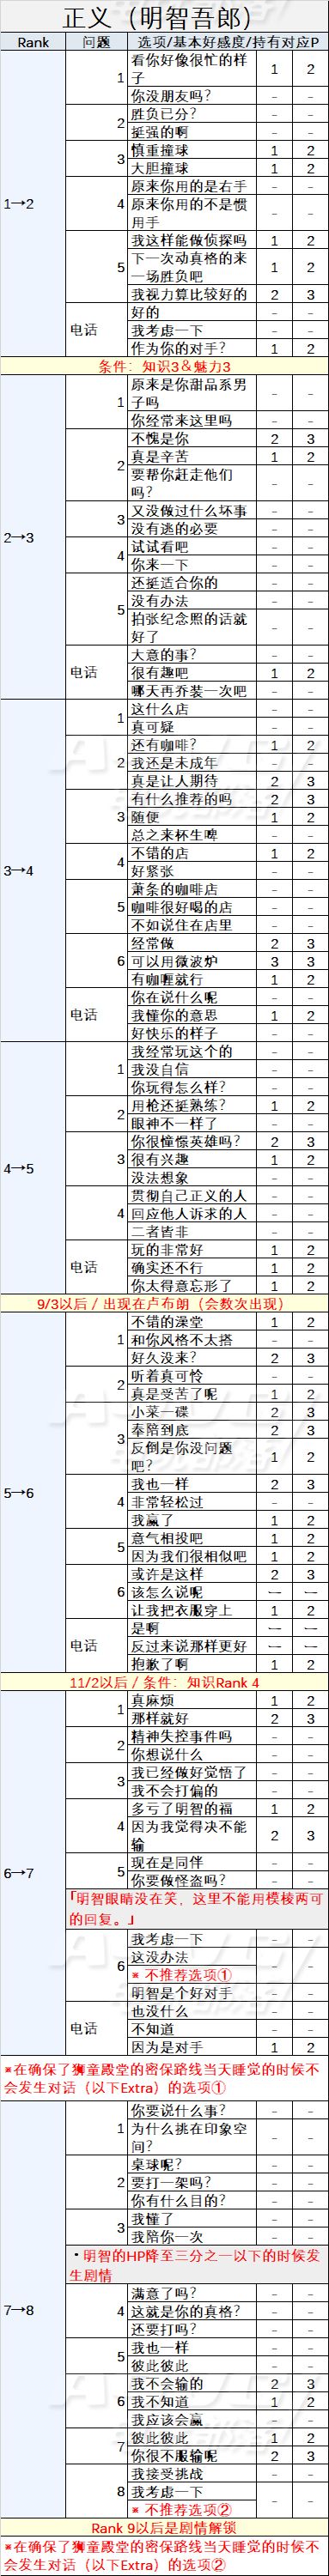 正义（明智吾郎）
Rank 问题 选项/基本好感度/持有对应P
1→2
1 看你好像很忙的样子 1 2
你没朋友吗? - -
2 胜负已分? - -
挺强的啊 - -
3 慎重撞球 1 2
大胆撞球 1 2
4 原来你用的是右手 - -
原来你用的不是惯用手 - -
5 我这样能做侦探吗 1 2
下一次动真格的来一场胜负吧 1 2
我视力算比较好的 2 3
电话 好的 - -
我考虑一下 - -
作为你的对手? 1 2
条件：知识3＆魅力3
2→3
1 原来是你甜品系男子吗 - -
你经常来这里吗 - -
2 不愧是你 2 3
真是辛苦 1 2
要帮你赶走他们吗? - -
3 又没做过什么坏事 - -
没有逃的必要 - -
4 试试看吧 - -
你来一下 - -
5 还挺适合你的 - -
没有办法 - -
拍张纪念照的话就好了 - -
电话 大意的事? - -
很有趣吧 1 2
哪天再乔装一次吧 - -
3→4
1 这什么店 - -
真可疑 - -
2 还有咖啡? 1 2
我还是未成年 - -
真是让人期待 2 3
3 有什么推荐的吗 2 3
随便 1 2
总之来杯生啤 - -
4 不错的店 1 2
好紧张 - -
5 萧条的咖啡店 - -
咖啡很好喝的店 - -
不如说住在店里 - -
6 经常做 2 3
可以用微波炉 3 3
有咖喱就行 1 2
电话 你在说什么呢 - -
我懂你的意思 1 2
好快乐的样子 - -
4→5
1 我经常玩这个的 - -
我没自信 - -
你玩得怎么样? - -
2 用枪还挺熟练? 1 2
眼神不一样了 - -
3 你很憧憬英雄吗? 2 3
很有兴趣 1 2
没法想象 - -
4 贯彻自己正义的人 - -
回应他人诉求的人 - -
二者皆非 - -
电话 玩的非常好 1 2
确实还不行 1 2
你太得意忘形了 1 2
9/3以后 / 出现在卢布朗（会数次出现）
5→6
1 不错的澡堂 1 2
和你风格不太搭 - -
好久没来? 2 3
2 听着真可怜 - -
真是受苦了呢 1 2
3 小菜一碟 2 3
奉陪到底 2 3
反倒是你没问题吧? 1 2
4 我也一样 2 3
非常轻松过 - -
我赢了 1 2
5 意气相投吧 1 2
因为我们很相似吧 1 2
6 或许是这样 2 3
该怎么说呢 ー ー
让我把衣服穿上 1 2
电话 是啊 ー ー
反过来说那样更好 ー ー
抱歉了啊 1 2
11/2以后 / 条件：知识Rank 4
6→7
1 真麻烦 1 2
那样就好 2 3
2 精神失控事件吗 - -
你想说什么 - -
3 我已经做好觉悟了 - -
我不会打偏的 - -
4 多亏了明智的福 1 2
因为我觉得决不能输 2 3
5 现在是同伴 - -
你要做怪盗吗? - -
「明智眼睛没在笑，这里不能用模棱两可的回复。」
6 我考虑一下 - -
这没办法
※ 不推荐选项① - -
明智是个好对手 - -
电话 也没什么 - -
不知道 - -
因为是对手 1 2
※在确保了狮童殿堂的密保路线当天睡觉的时候不会发生对话（以下Extra）的选项①
7→8
1 你要说什么事? - -
为什么挑在印象空间? - -
2 桌球呢? - -
要打一架吗? - -
你有什么目的? - -
3 我懂了 - -
我陪你一次 - -
・明智的HP降至三分之一以下的时候发生剧情
4 满意了吗? - -
这就是你的真格? - -
还要打吗? - -
5 我也一样 - -
彼此彼此 - -
6 我不会输的 2 3
我不知道 1 2
我应该会赢 - -
7 彼此彼此 1 2
你很不服输呢 2 3
8 我接受挑战 - -
我考虑一下
※ 不推荐选项② - -
Rank 9以后是剧情解锁
※在确保了狮童殿堂的密保路线当天睡觉的时候不会发生对话（以下Extra）的选项②